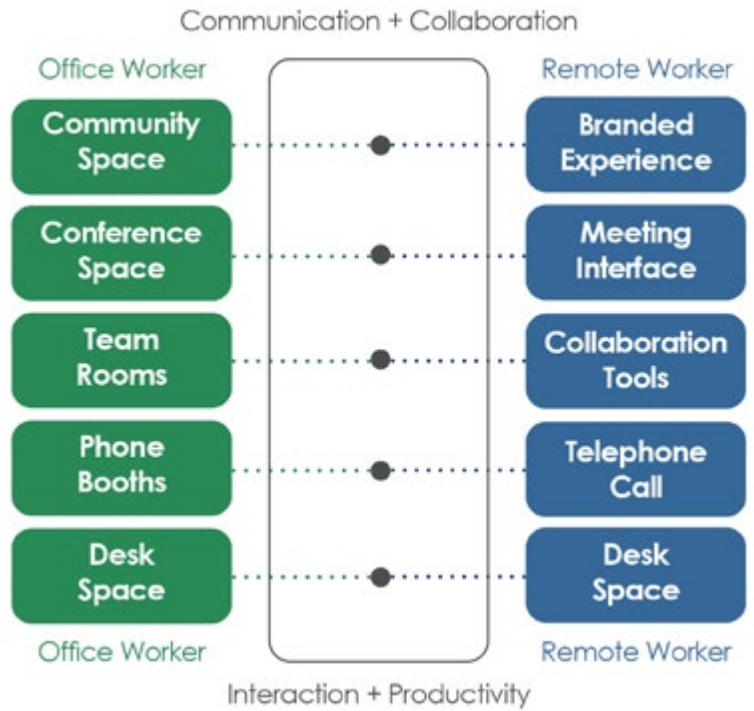 Communication + Collaboration
Office Worker
Remote Worker
Community
Space
Branded
Experience
Conference
Space
Meeting
Interface
Team
Rooms
Collaboration
Tools
Phone
Booths
Telephone
Call
Desk
Space
Desk
Space
Office Worker
Remote Worker
Interaction + Productivity